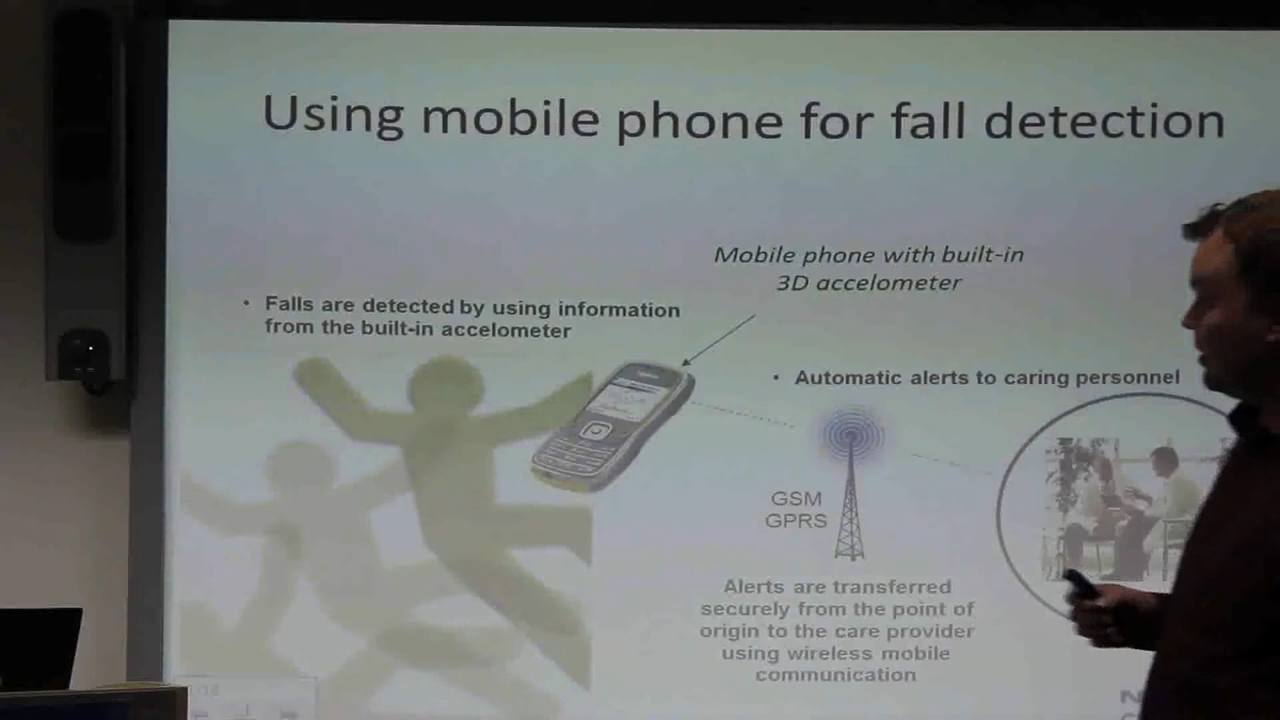 Using mobile phone for fall detection
Mobile phone with built-in
3D accelometer
• Falls are detected by using information
from the built-in accelometer
• Automatic alerts to caring personnel
GSM
GPRS
Alerts are transferred
securely from the point of
origin to the care provider
using wireless mobile
communication